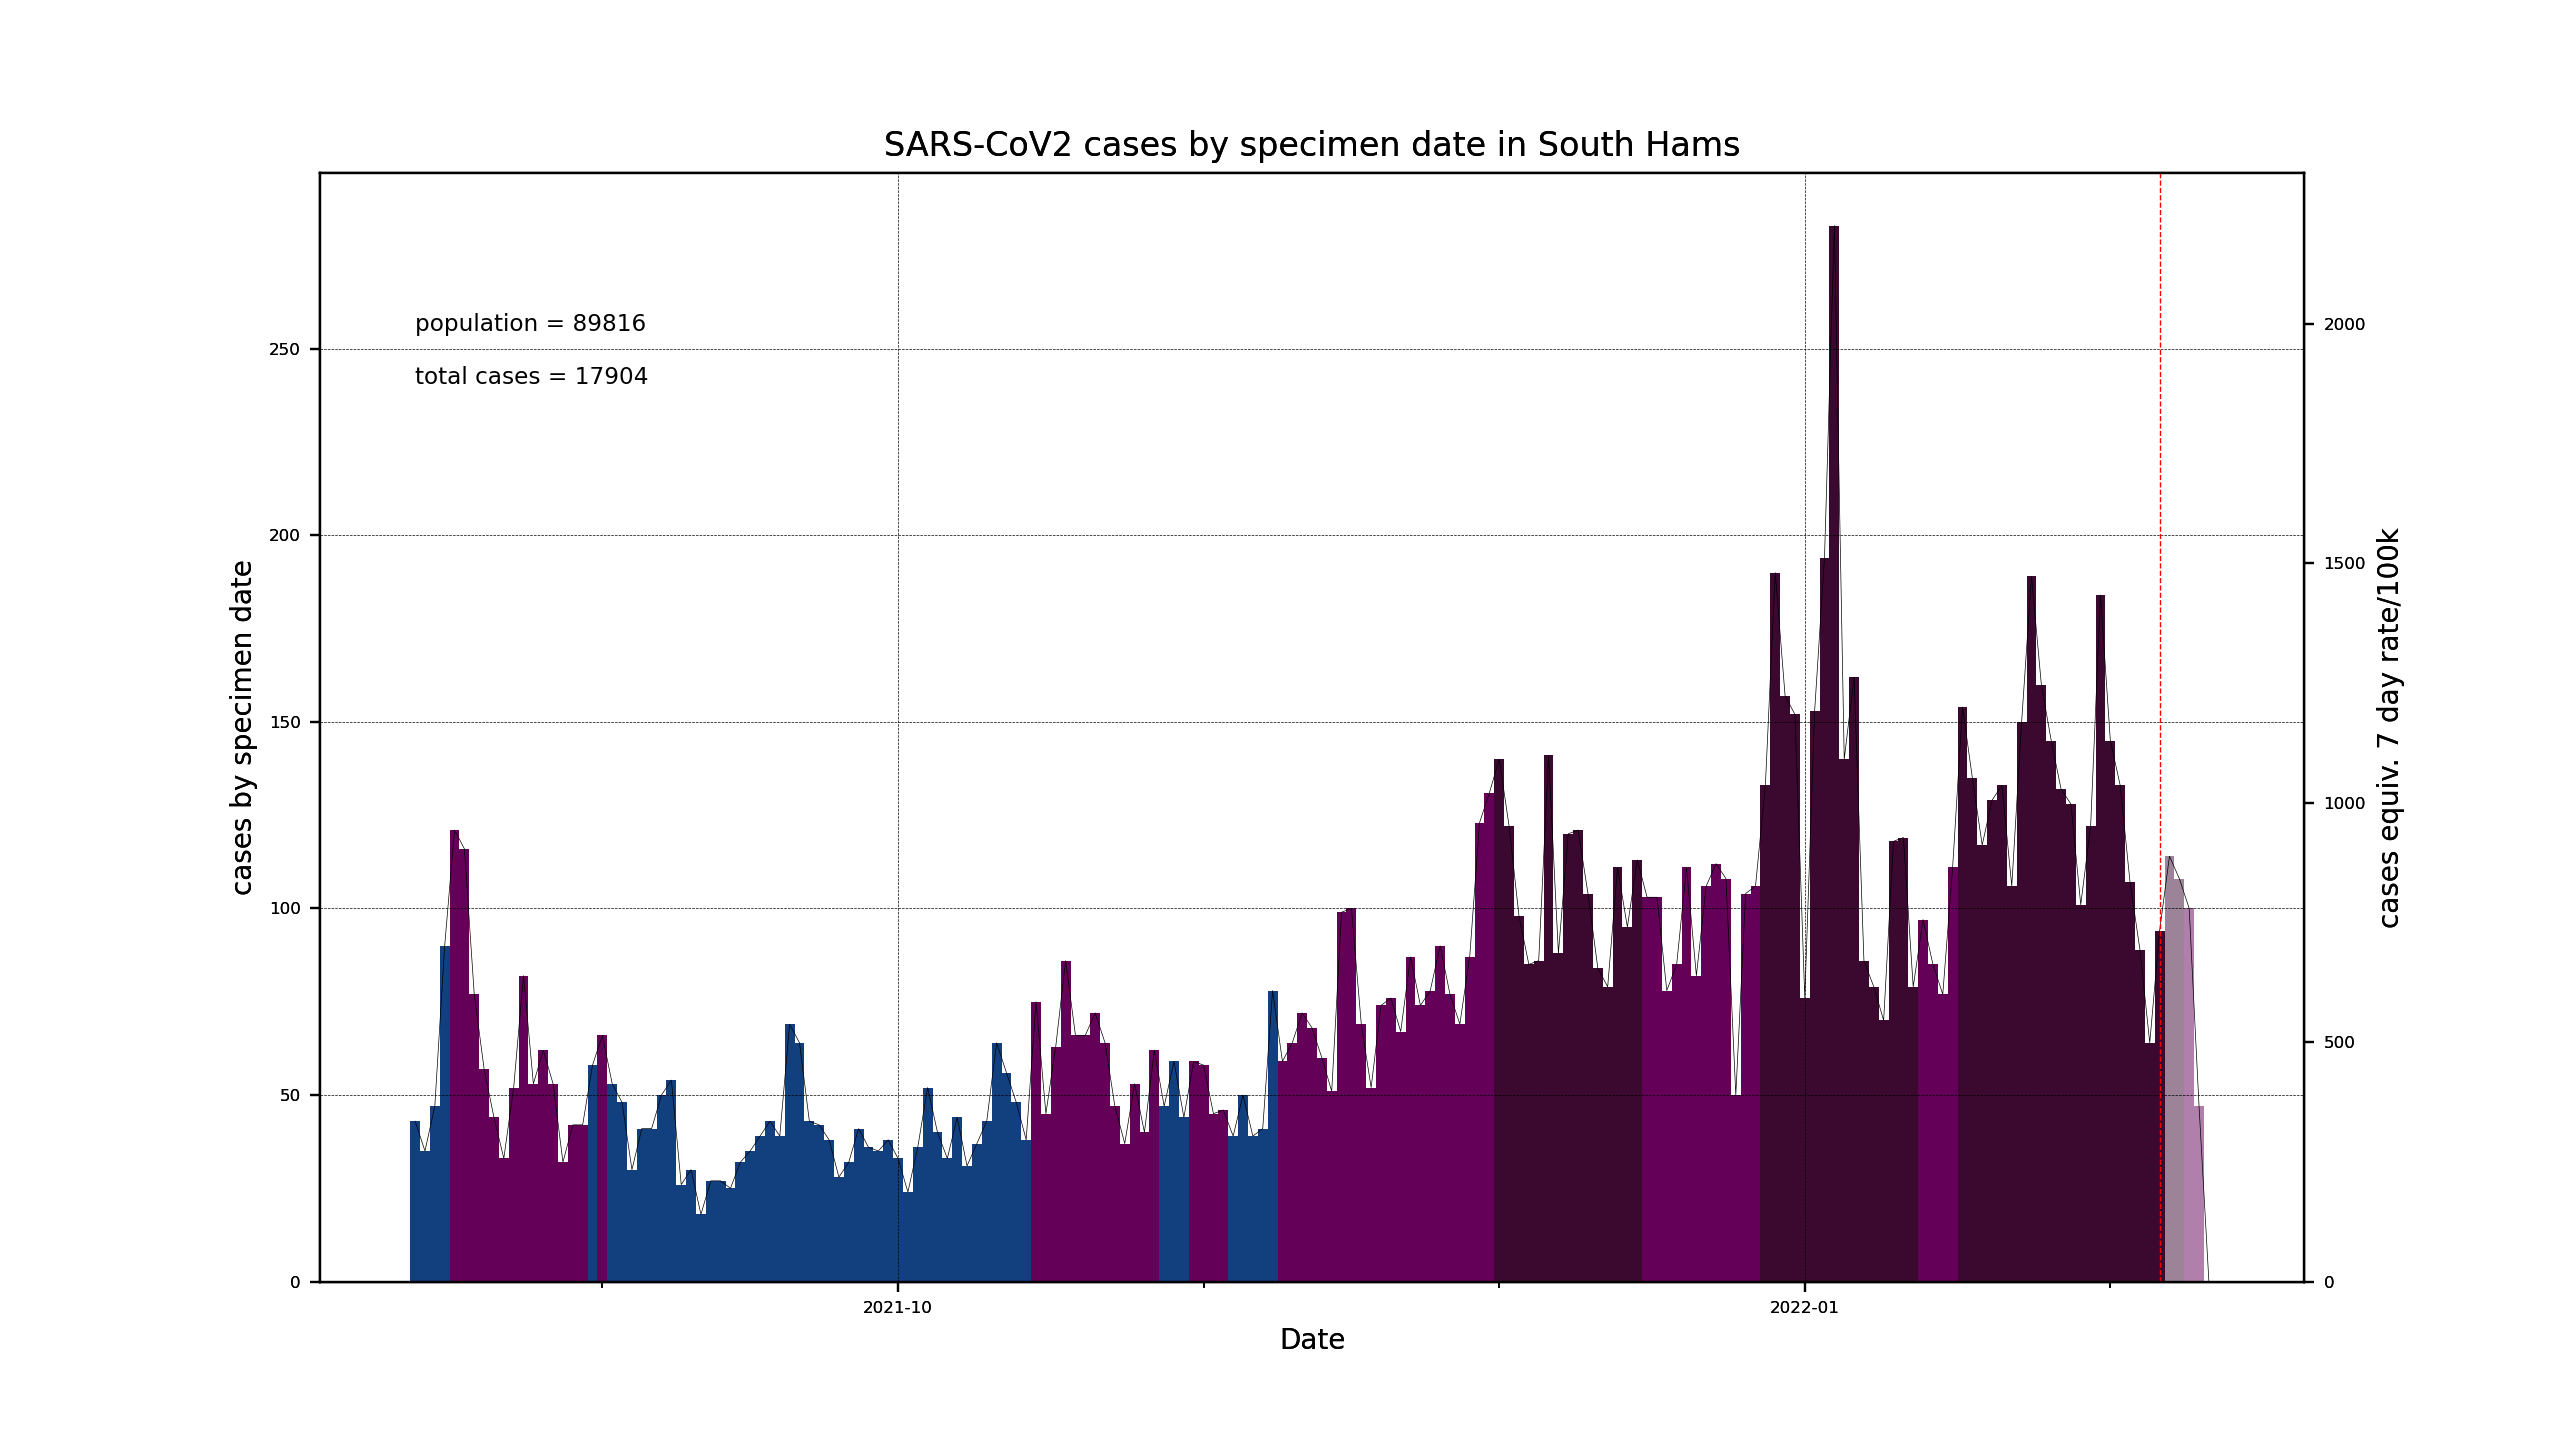 SARS-CoV2 cases by specimen date in South Hams
population = 89816
total cases = 17904
cases by specimen date
250
200
150
100
50
0
2000
1500
1000
500
0
cases equiv. 7 day rate/100k
2021-10
2022-01
Date